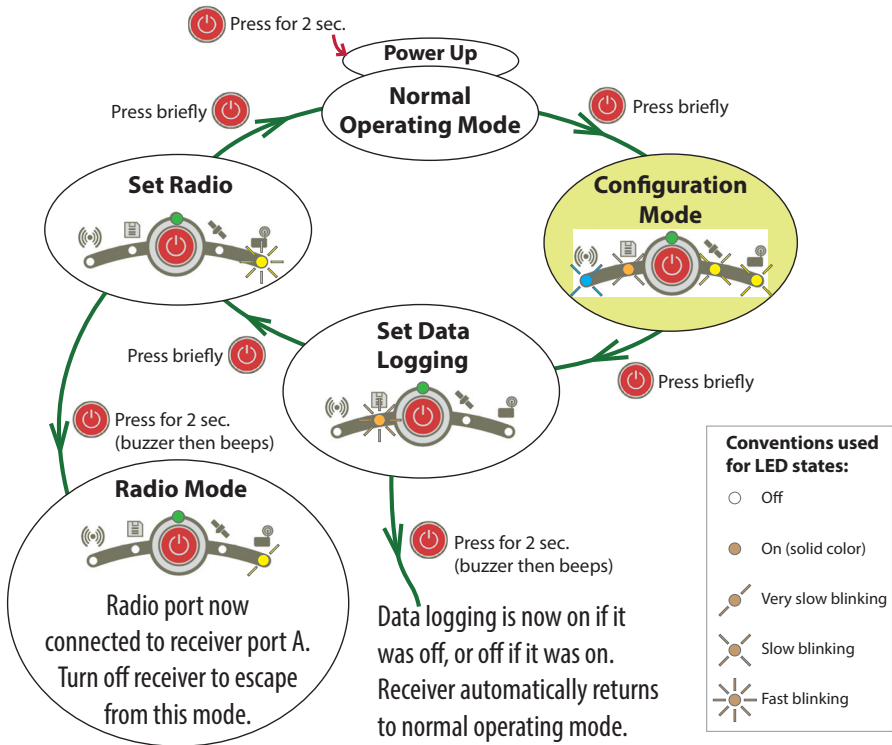 Press for 2 sec.
Power Up
Normal
Operating Mode
Press briefly
Press briefly
Set Radio
Configuration
Mode
Set Data
Logging
Press briefly
Press briefly
Press for 2 sec.
(buzzer then beeps)
Radio Mode
Radio port now
connected to receiver port A.
Turn off receiver to escape
from this mode.
Press for 2 sec.
(buzzer then beeps)
Data logging is now on if it
was off, or off if it was on.
Receiver automatically returns
to normal operating mode.
Conventions used
for LED states:
Off
On (solid color)
Very slow blinking
Slow blinking
Fast blinking